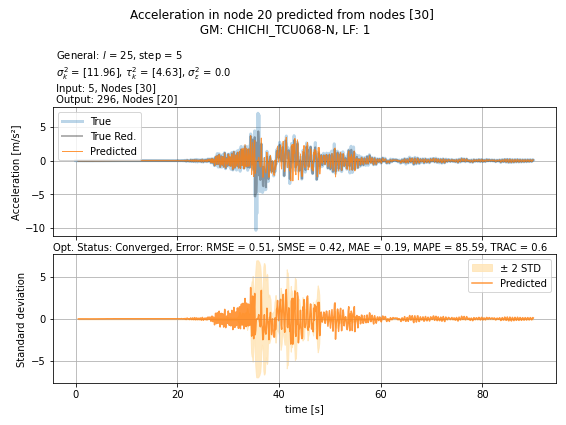 Acceleration in node 20 predicted from nodes [30]
GM: CHICHI_TCU068-N, LF: 1
General: l = 25, step = 5
σ²ₖ = [11.96], τ²ₖ = [4.63], σ²ε = 0.0
Input: 5, Nodes [30]
Output: 296, Nodes [20]
True
True Red.
Predicted
Acceleration [m/s²]
5
0
−5
−10
Opt. Status: Converged, Error: RMSE = 0.51, SMSE = 0.42, MAE = 0.19, MAPE = 85.59, TRAC = 0.6
± 2 STD
Predicted
Standard deviation
5
0
−5
0 20 40 60 80
time [s]